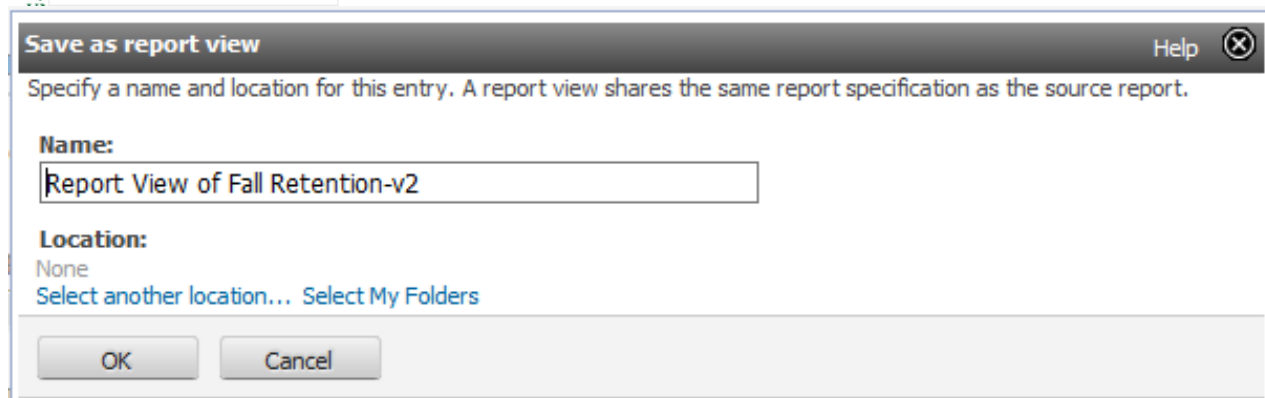 Save as report view Help
Specify a name and location for this entry. A report view shares the same report specification as the source report.
Name:
Report View of Fall Retention-v2
Location:
None
Select another location... Select My Folders
OK Cancel